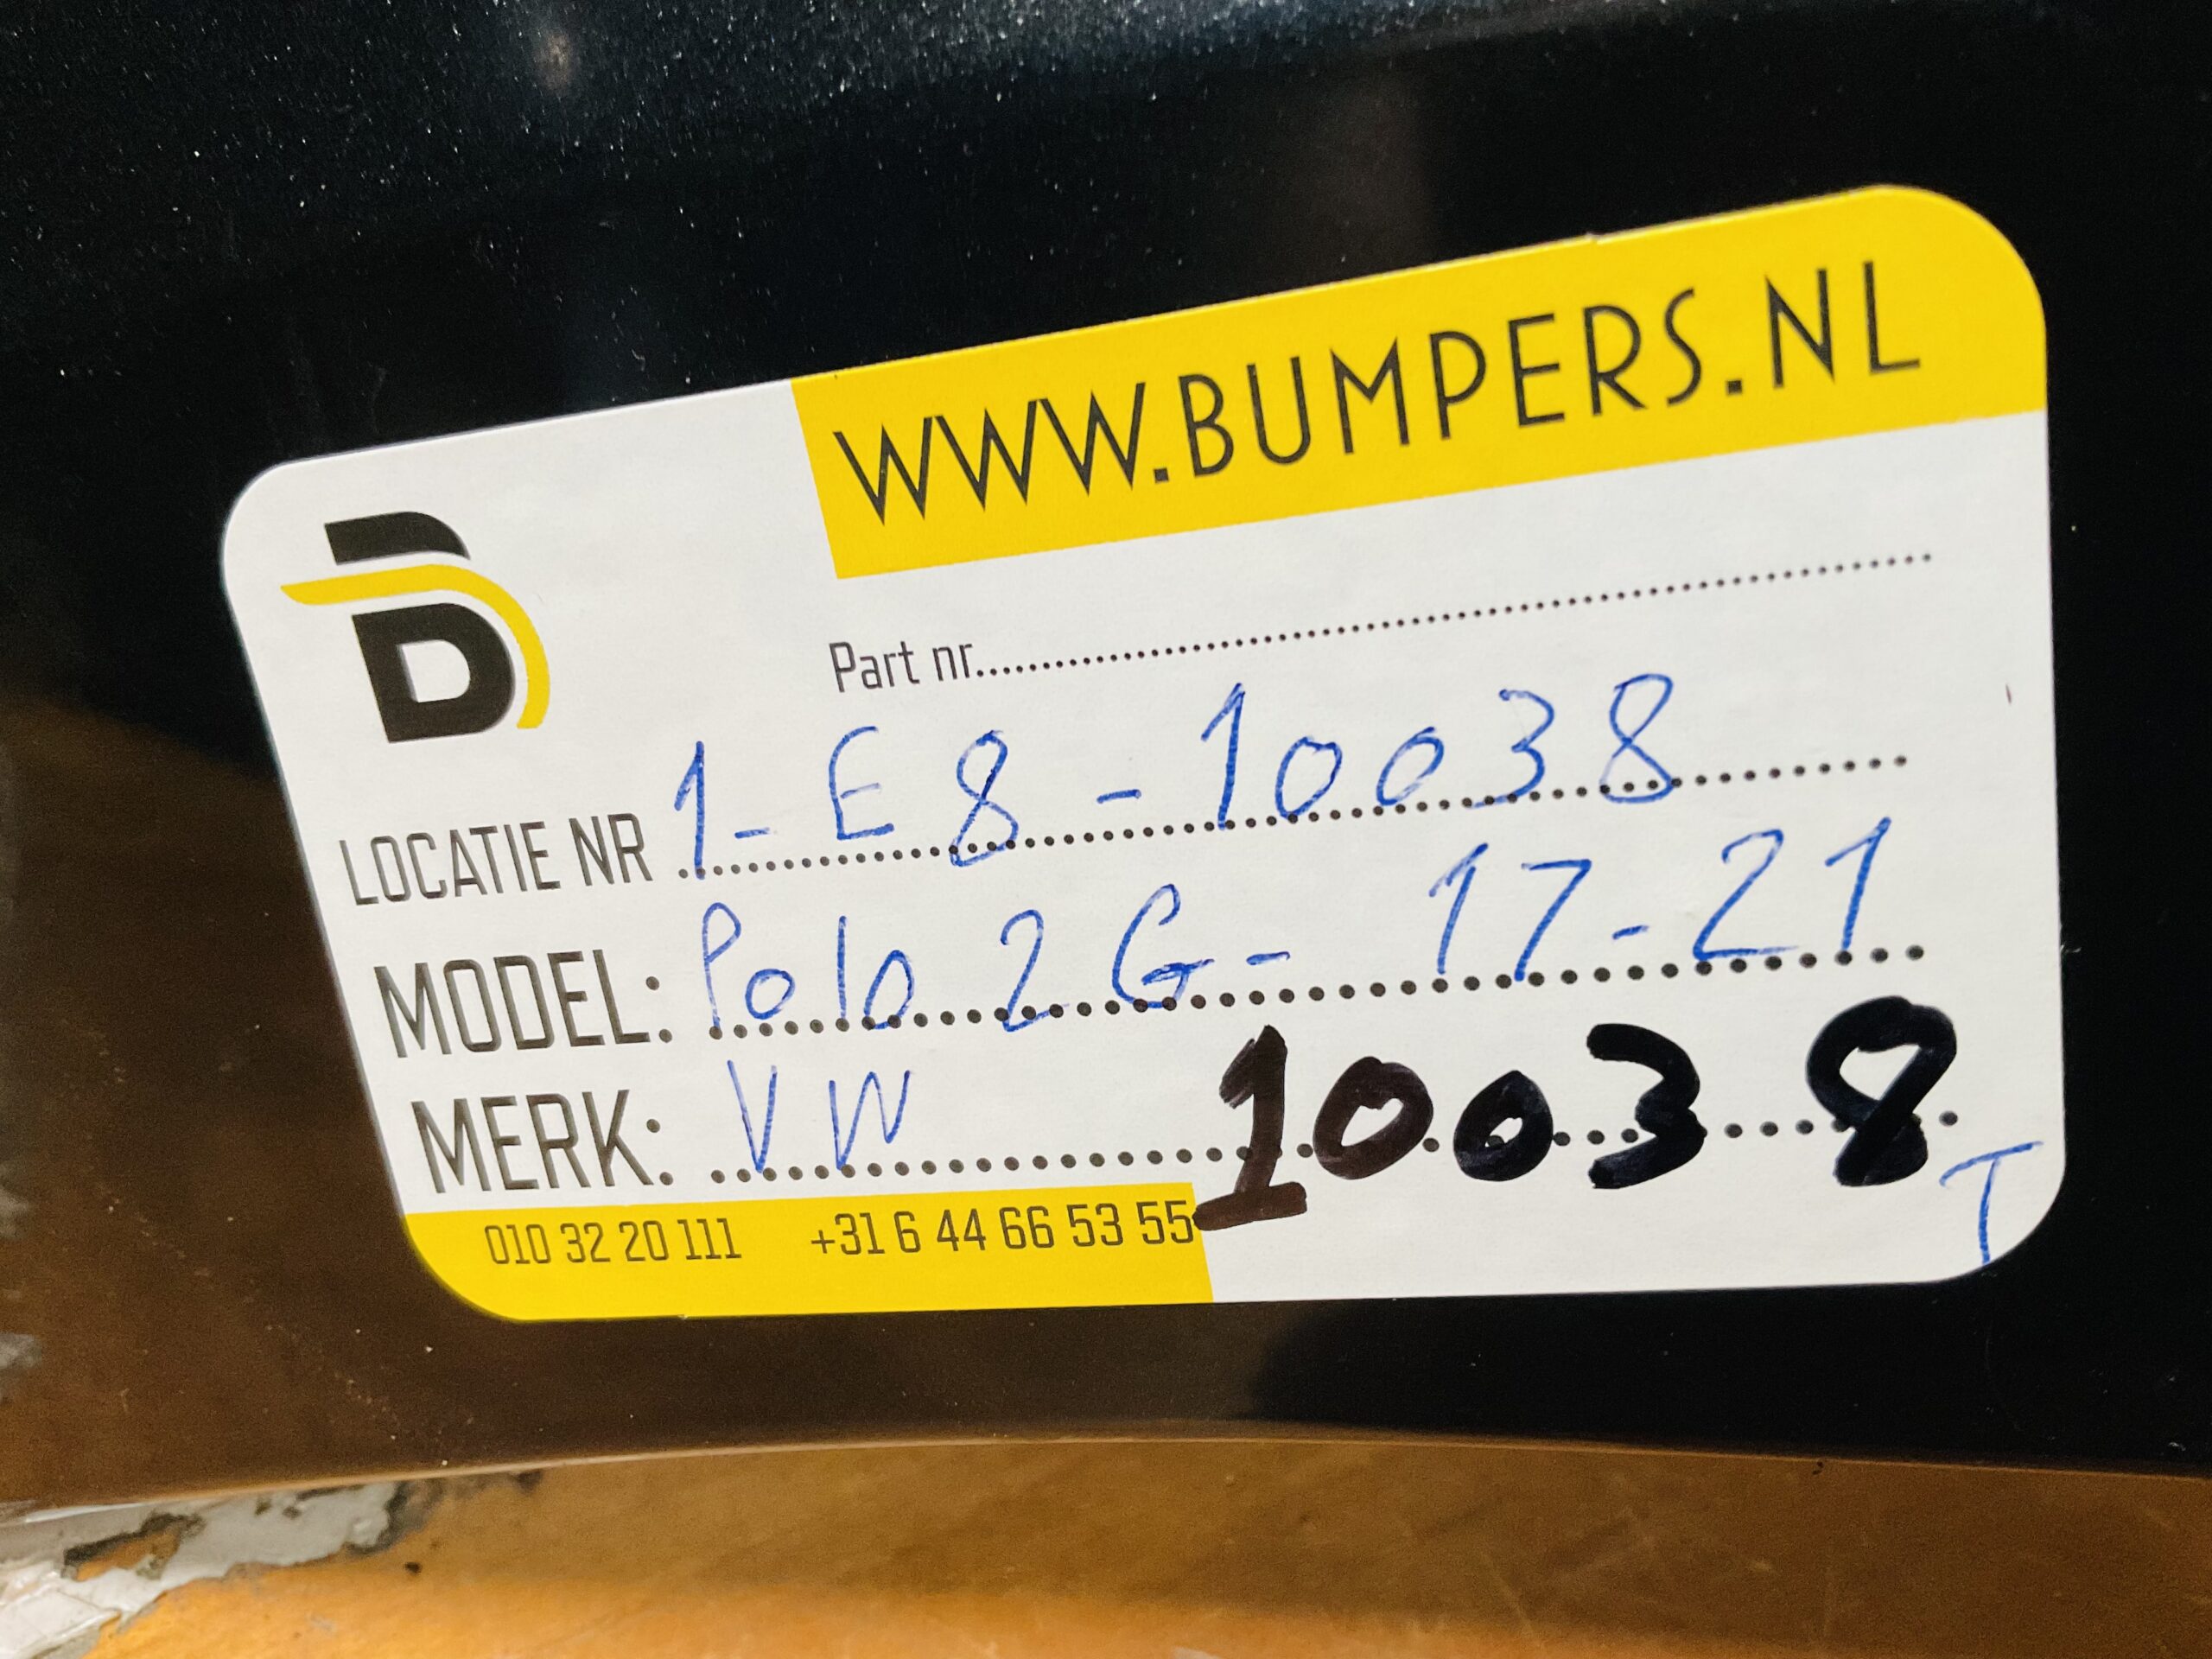 WWW.BUMPERS.NL
B
Part nr.
LOCATIE NR 1-E8-10038
MODEL: Polo 2G-17-21
MERK: VW 10038
T
010 32 20 111 +31 6 44 66 53 55